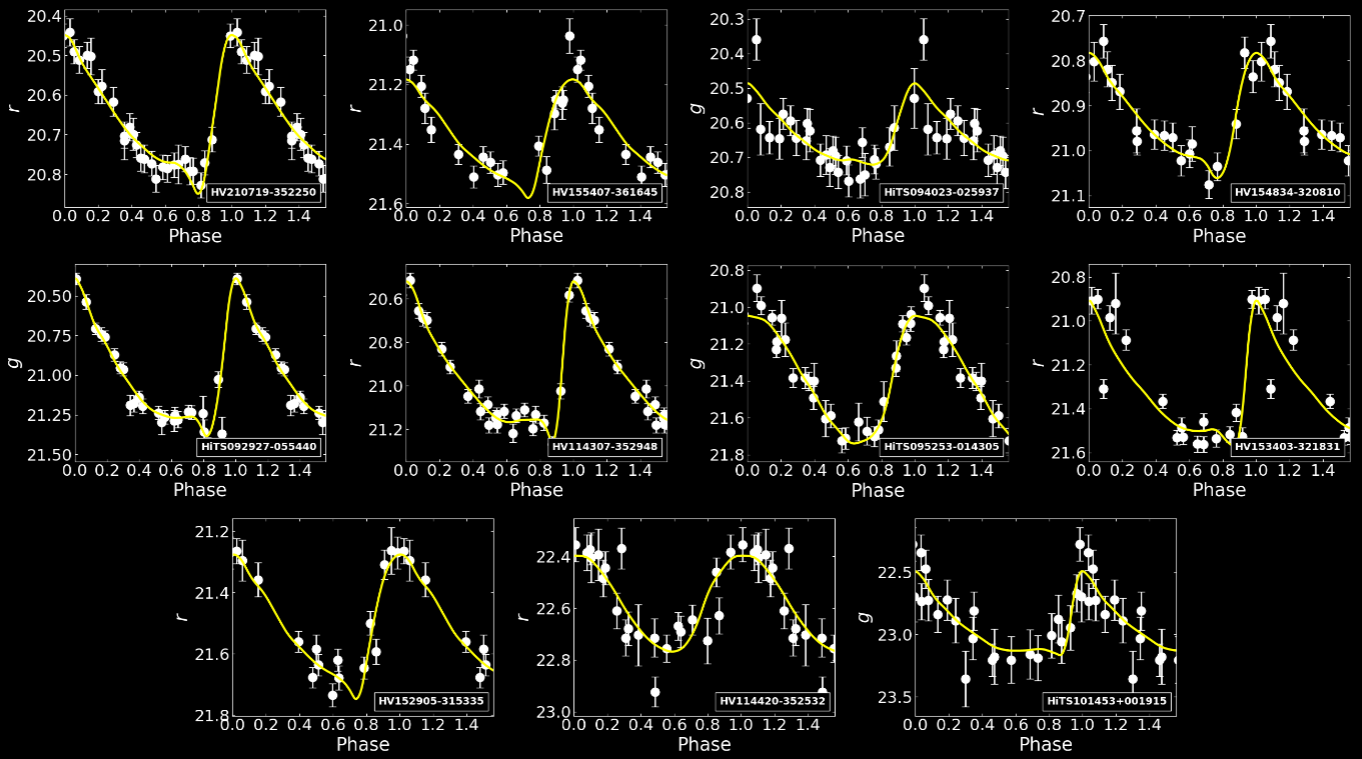 20.4
20.5
20.6
20.7
20.8
r
HV210719-352250
0.0 0.2 0.4 0.6 0.8 1.0 1.2 1.4
Phase
21.0
21.2
21.4
21.6
r
HV155407-361645
0.0 0.2 0.4 0.6 0.8 1.0 1.2 1.4
Phase
20.3
20.4
20.5
20.6
20.7
20.8
g
HiTS094023-025937
0.0 0.2 0.4 0.6 0.8 1.0 1.2 1.4
Phase
20.7
20.8
20.9
21.0
21.1
r
HV154834-320810
0.0 0.2 0.4 0.6 0.8 1.0 1.2 1.4
Phase
20.50
20.75
21.00
21.25
21.50
g
HiTS092927-055440
0.0 0.2 0.4 0.6 0.8 1.0 1.2 1.4
Phase
20.6
20.8
21.0
21.2
r
HV114307-352948
0.0 0.2 0.4 0.6 0.8 1.0 1.2 1.4
Phase
20.8
21.0
21.2
21.4
21.6
21.8
g
HiTS095253-014305
0.0 0.2 0.4 0.6 0.8 1.0 1.2 1.4
Phase
20.8
21.0
21.2
21.4
21.6
r
HV153403-321831
0.0 0.2 0.4 0.6 0.8 1.0 1.2 1.4
Phase
21.2
21.4
21.6
21.8
r
HV152905-315335
0.0 0.2 0.4 0.6 0.8 1.0 1.2 1.4
Phase
22.4
22.6
22.8
23.0
r
HV114420-352532
0.0 0.2 0.4 0.6 0.8 1.0 1.2 1.4
Phase
22.5
23.0
23.5
g
HiTS101453+001915
0.0 0.2 0.4 0.6 0.8 1.0 1.2 1.4
Phase